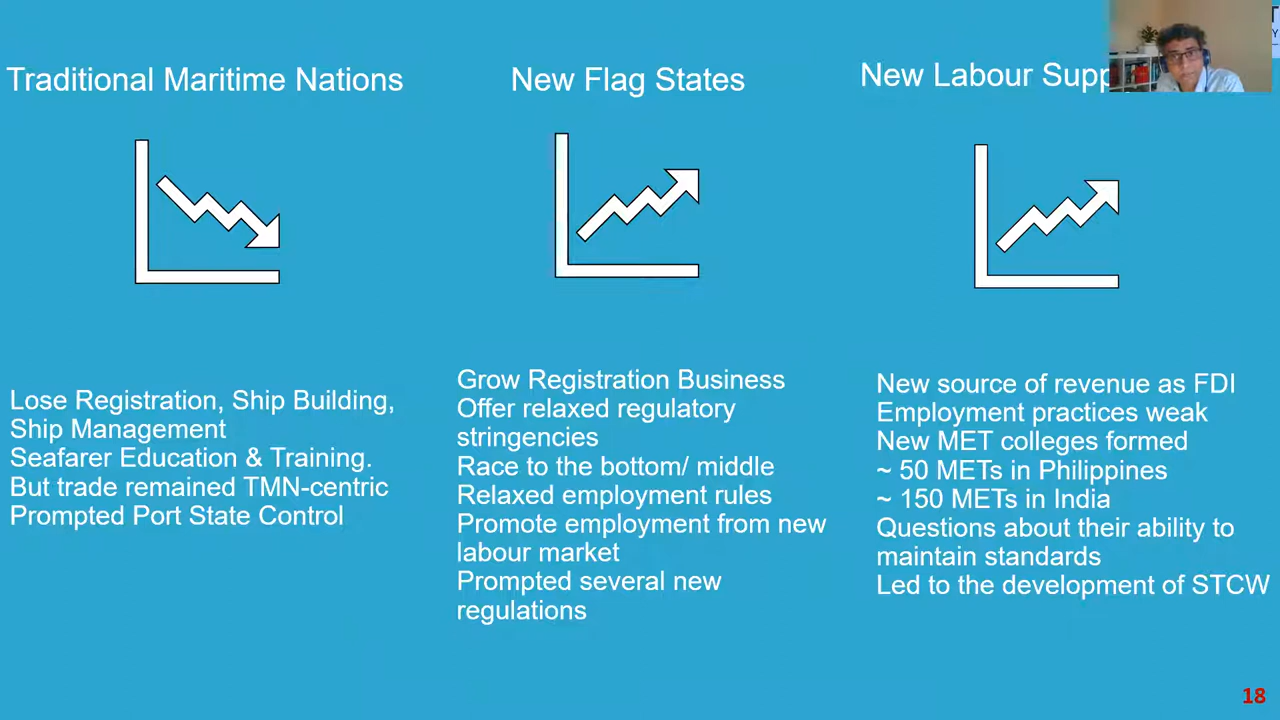 Traditional Maritime Nations
Lose Registration, Ship Building,
Ship Management
Seafarer Education & Training.
But trade remained TMN-centric
Prompted Port State Control
New Flag States
Grow Registration Business
Offer relaxed regulatory
stringencies
Race to the bottom/ middle
Relaxed employment rules
Promote employment from new
labour market
Prompted several new
regulations
New Labour
New source of revenue as FDI
Employment practices weak
New MET colleges formed
~ 50 METs in Philippines
~ 150 METs in India
Questions about their ability to
maintain standards
Led to the development of STCW
18